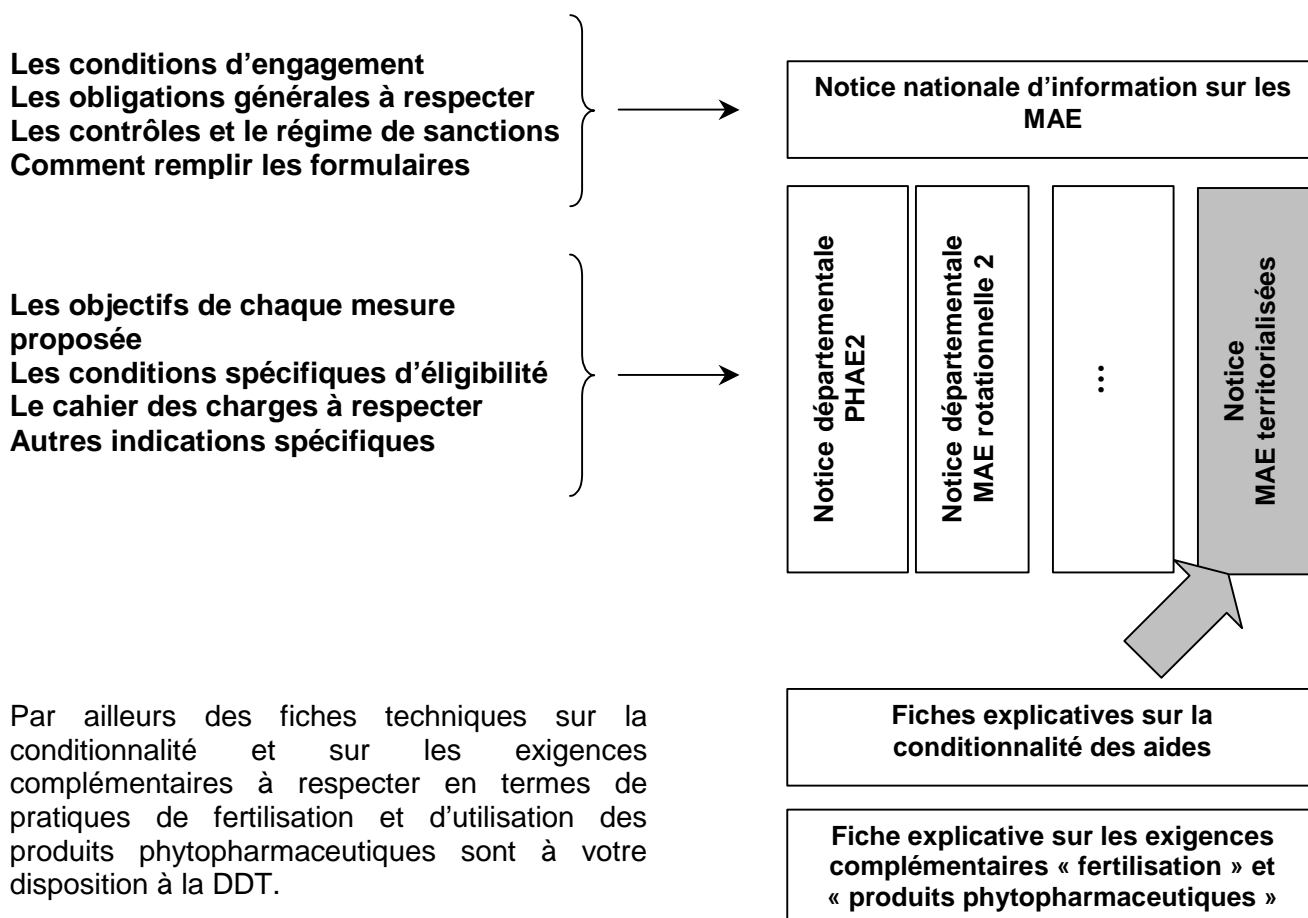 Les conditions d’engagement
Les obligations générales à respecter
Les contrôles et le régime de sanctions
Comment remplir les formulaires
Notice nationale d’information sur les
MAE
Les objectifs de chaque mesure
proposée
Les conditions spécifiques d’éligibilité
Le cahier des charges à respecter
Autres indications spécifiques
Notice départementale
PHAE2
Notice départementale
MAE rotationnelle 2
…
Notice
MAE territorialisées
Par ailleurs des fiches techniques sur la
conditionnalité et sur les exigences
complémentaires à respecter en termes de
pratiques de fertilisation et d’utilisation des
produits phytopharmaceutiques sont à votre
disposition à la DDT.
Fiches explicatives sur la
conditionnalité des aides
Fiche explicative sur les exigences
complémentaires « fertilisation » et
« produits phytopharmaceutiques »